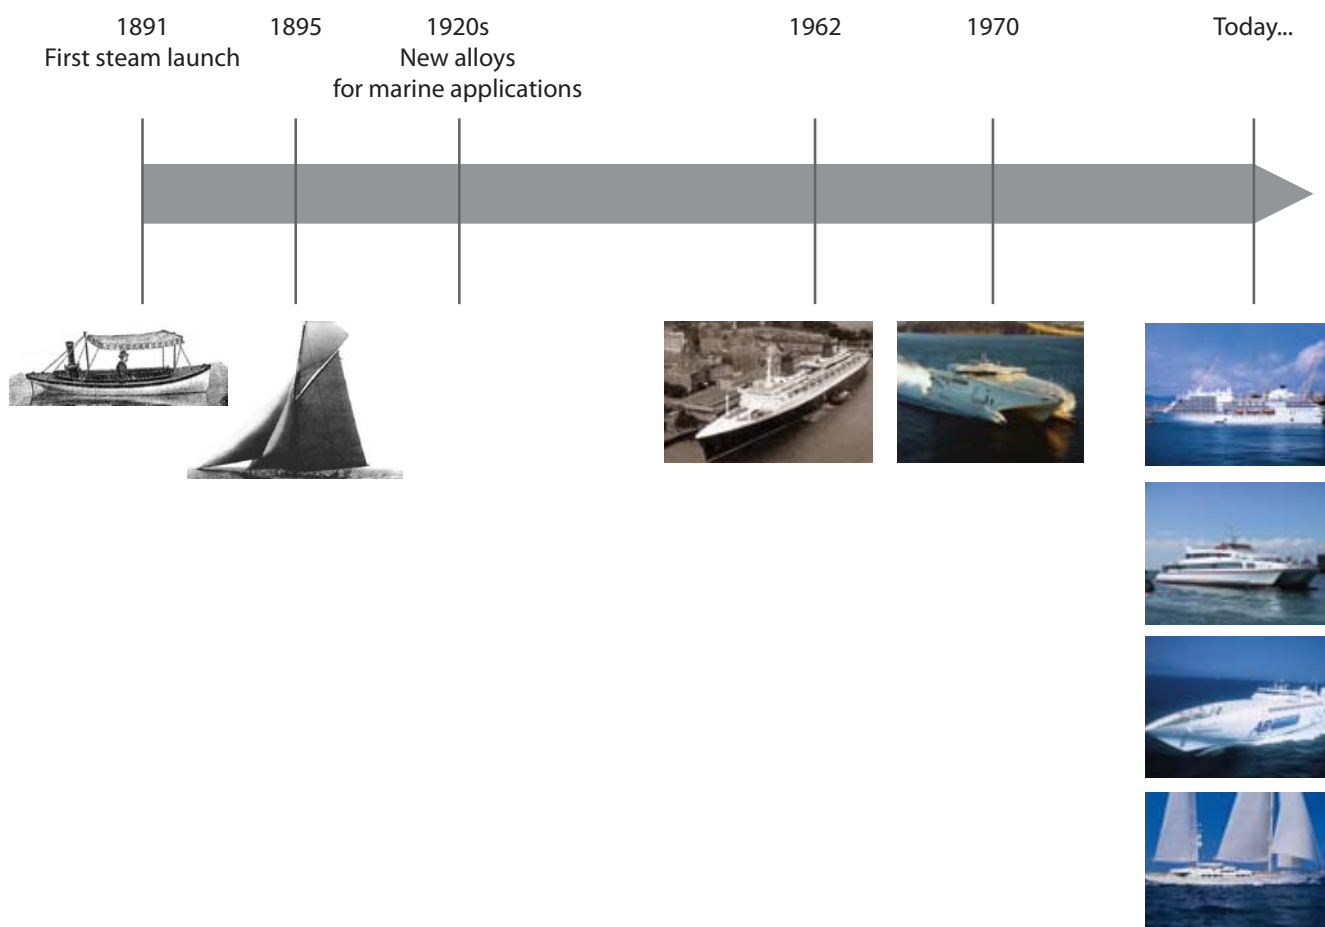 1891
First steam launch
1895
1920s
New alloys
for marine applications
1962
1970
Today...